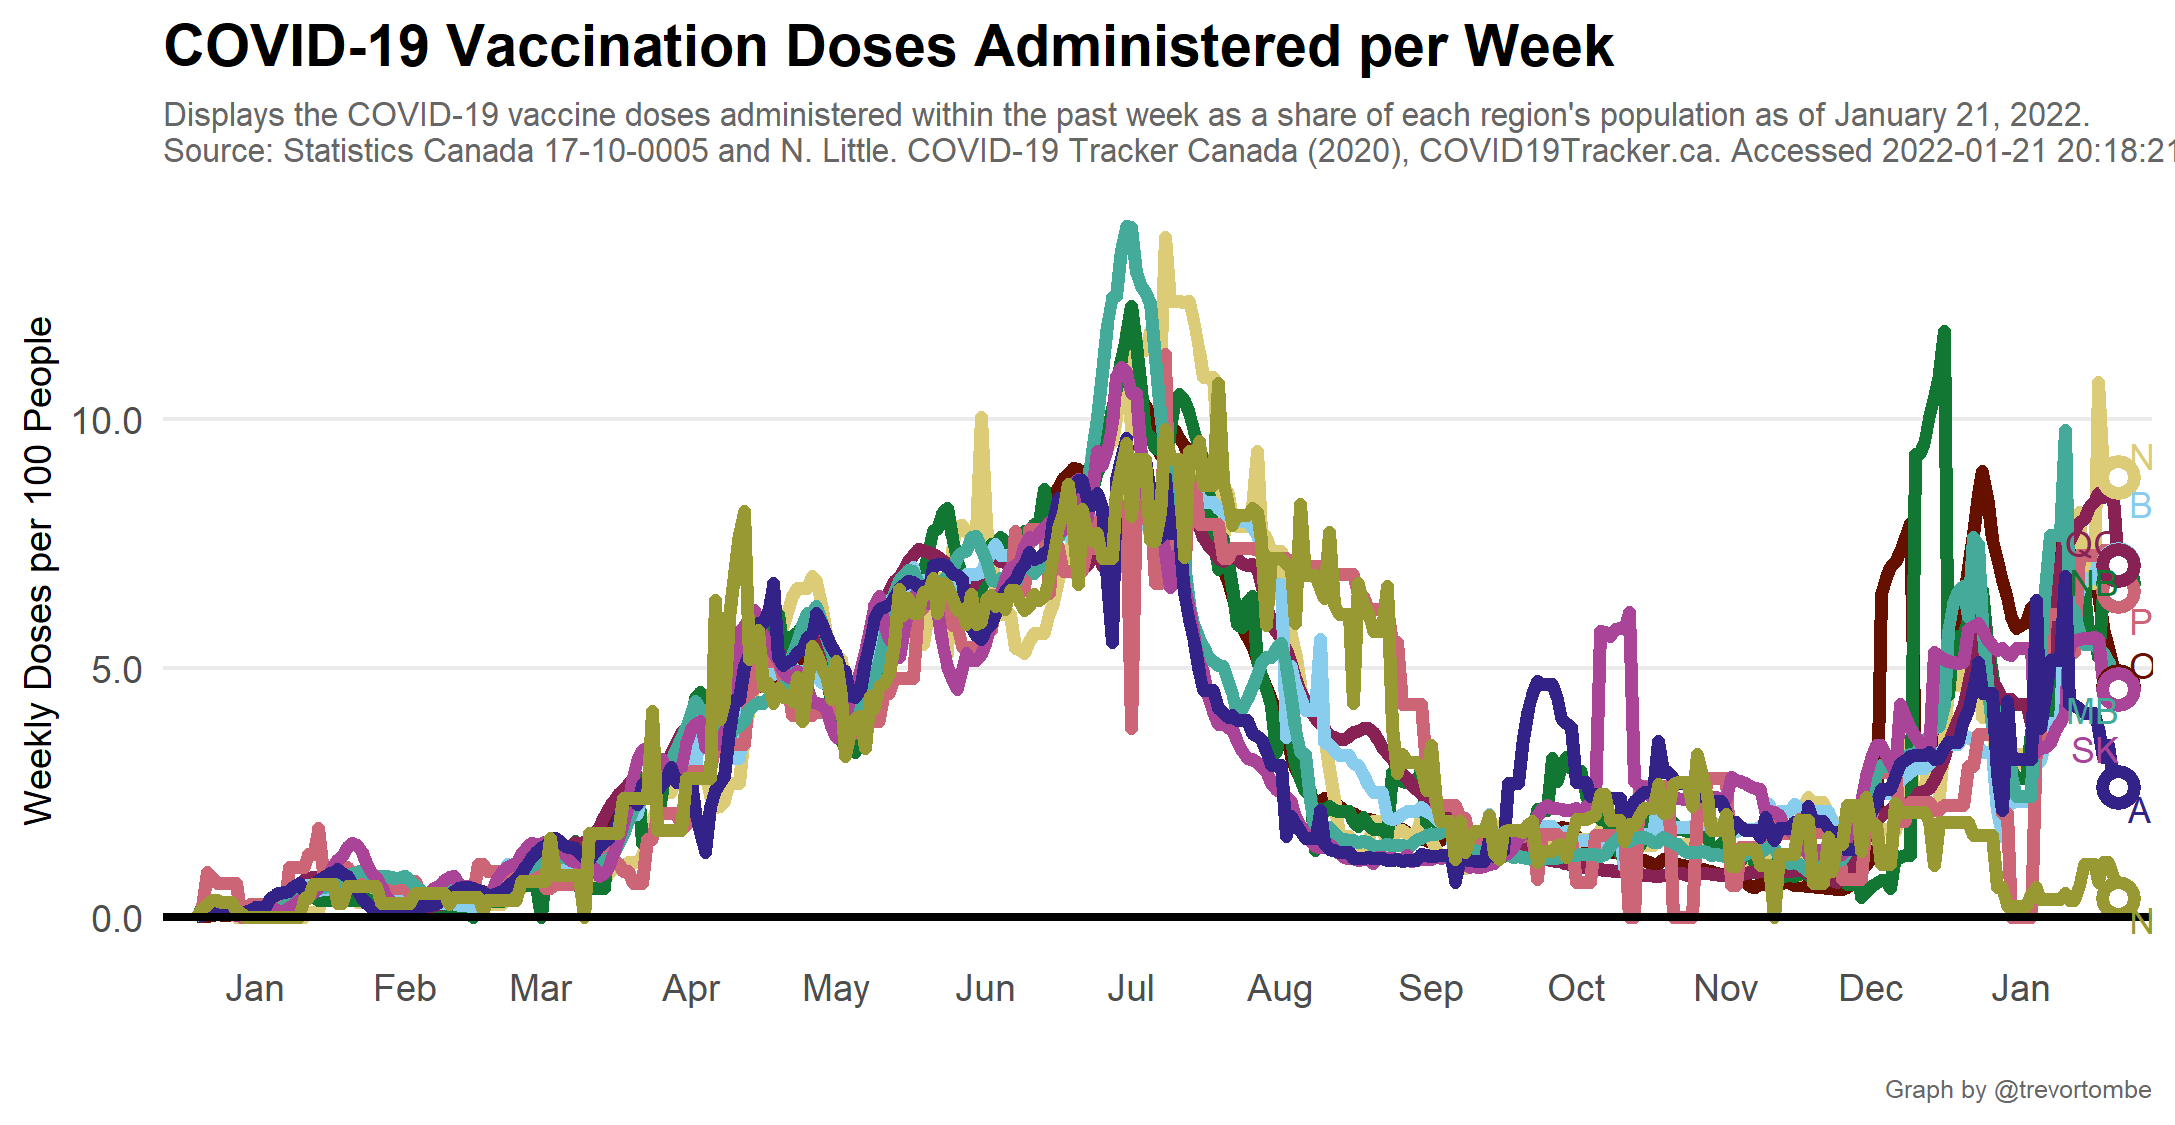 COVID-19 Vaccination Doses Administered per Week
Displays the COVID-19 vaccine doses administered within the past week as a share of each region's population as of January 21, 2022.
Source: Statistics Canada 17-10-0005 and N. Little. COVID-19 Tracker Canada (2020), COVID19Tracker.ca. Accessed 2022-01-21 20:18:21
Weekly Doses per 100 People
10.0
5.0
0.0
N
B
QC
NB
P
O
MB
SK
A
N
Jan Feb Mar Apr May Jun Jul Aug Sep Oct Nov Dec Jan
Graph by @trevortombe